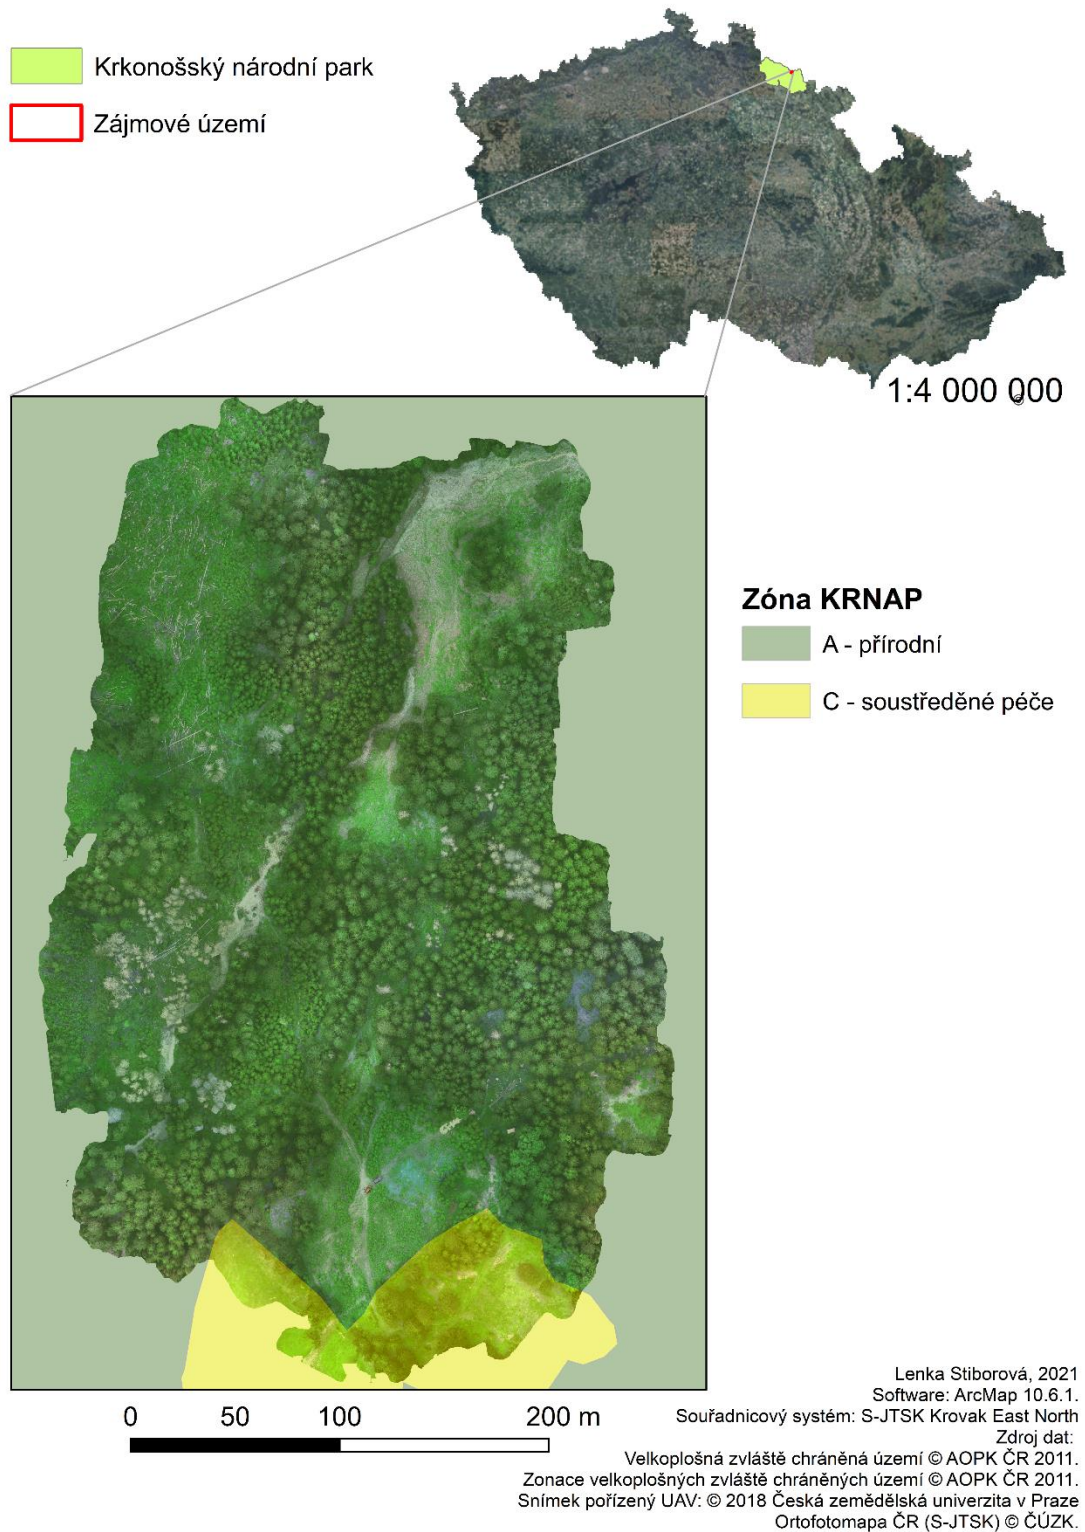 Krkonošský národní park
Zájmové území
1:4 000 000
©
Zóna KRNAP
A - přírodní
C - soustředěné péče
0 50 100 200 m
Lenka Stiborová, 2021
Software: ArcMap 10.6.1.
Souřadnicový systém: S-JTSK Krovak East North
Zdroj dat:
Velkoplošná zvláště chráněná území © AOPK ČR 2011.
Zonace velkoplošných zvláště chráněných území © AOPK ČR 2011.
Snímek pořízený UAV: © 2018 Česká zemědělská univerzita v Praze
Ortofotomapa ČR (S-JTSK) © ČÚZK.